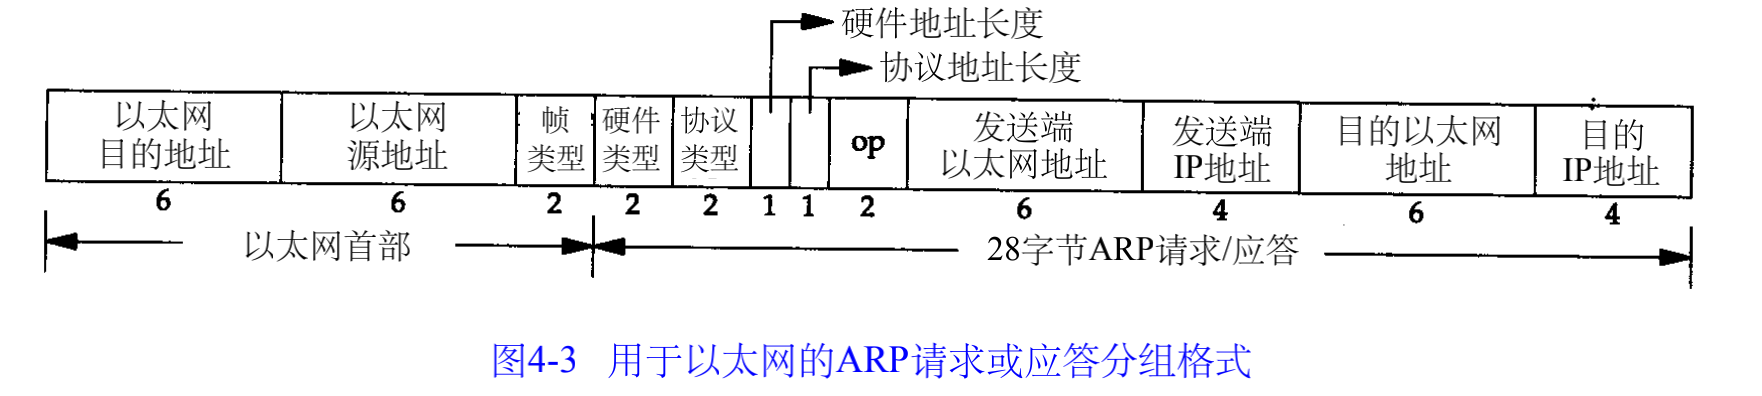 硬件地址长度
协议地址长度
以太网
目的地址
以太网
源地址
帧
类型
硬件
类型
协议
类型
op
发送端
以太网地址
发送端
IP地址
目的以太网
地址
目的
IP地址
6 6 2 2 2 1 1 2 6 4 6 4
以太网首部
28字节ARP请求/应答
图4-3 用于以太网的ARP请求或应答分组格式